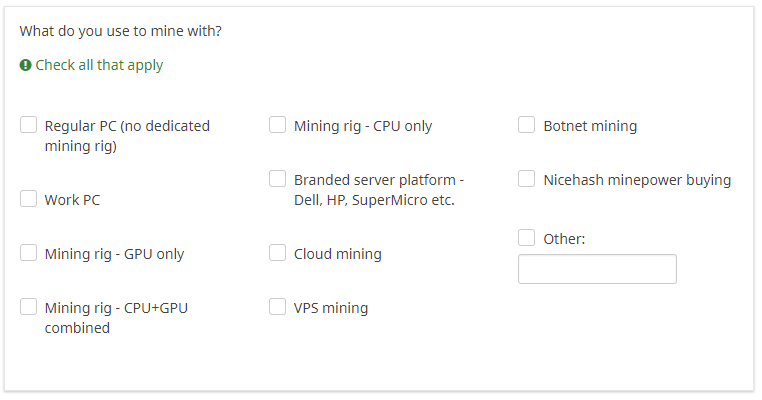 What do you use to mine with?
Check all that apply
Regular PC (no dedicated
mining rig)
Work PC
Mining rig - GPU only
Mining rig - CPU+GPU
combined
Mining rig - CPU only
Branded server platform -
Dell, HP, SuperMicro etc.
Cloud mining
VPS mining
Botnet mining
Nicehash minepower buying
Other: